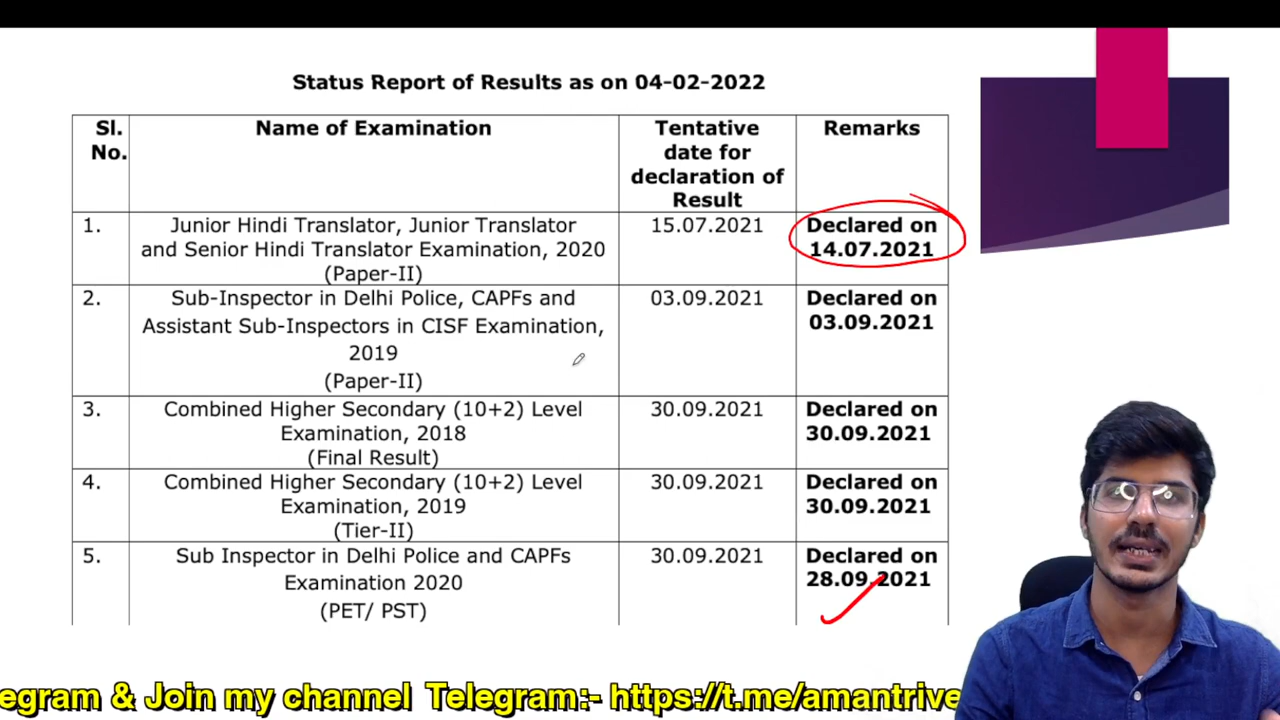 Status Report of Results as on 04-02-2022
Sl. No.
Name of Examination
Tentative date for declaration of Result
Remarks
1.
Junior Hindi Translator, Junior Translator
and Senior Hindi Translator Examination, 2020
(Paper-II)
15.07.2021
Declared on
14.07.2021
2.
Sub-Inspector in Delhi Police, CAPFs and
Assistant Sub-Inspectors in CISF Examination,
2019
(Paper-II)
03.09.2021
Declared on
03.09.2021
3.
Combined Higher Secondary (10+2) Level
Examination, 2018
(Final Result)
30.09.2021
Declared on
30.09.2021
4.
Combined Higher Secondary (10+2) Level
Examination, 2019
(Tier-II)
30.09.2021
Declared on
30.09.2021
5.
Sub Inspector in Delhi Police and CAPFs
Examination 2020
(PET/ PST)
30.09.2021
Declared on
28.09.2021
egram & Join my channel Telegram:- https://t.me/amantrive